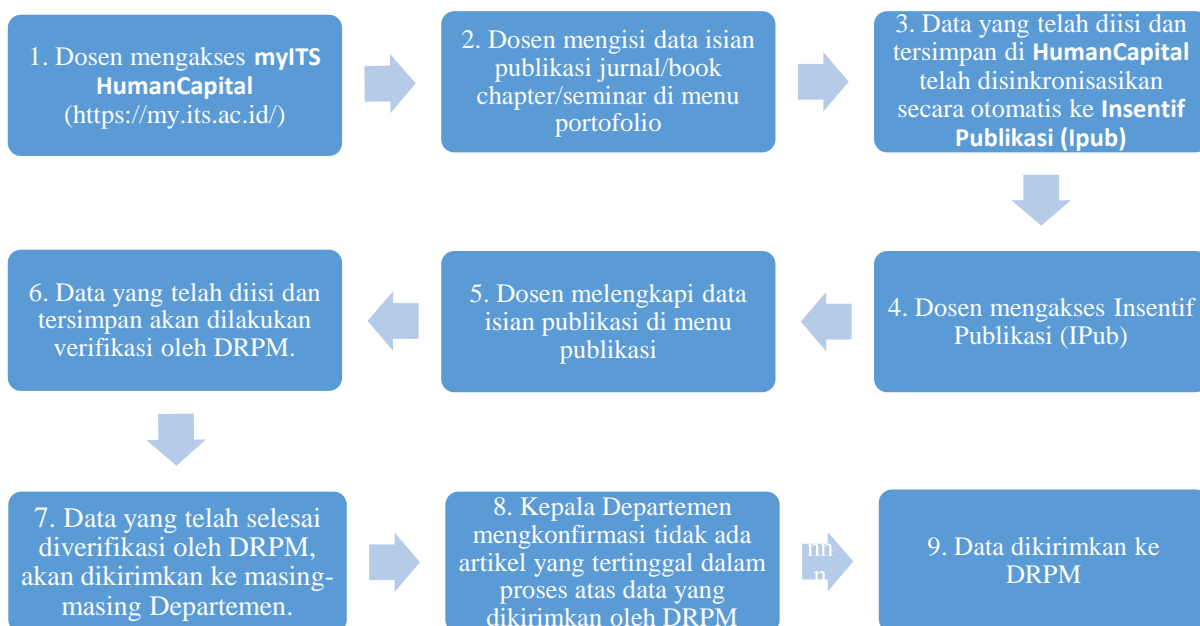 1. Dosen mengakses myITS
HumanCapital
(https://my.its.ac.id/)
2. Dosen mengisi data isian
publikasi jurnal/book
chapter/seminar di menu
portofolio
3. Data yang telah diisi dan
tersimpan di HumanCapital
telah disinkronisasikan
secara otomatis ke Insentif
Publikasi (Ipub)
4. Dosen mengakses Insentif
Publikasi (IPub)
5. Dosen melengkapi data
isian publikasi di menu
publikasi
6. Data yang telah diisi dan
tersimpan akan dilakukan
verifikasi oleh DRPM.
7. Data yang telah selesai
diverifikasi oleh DRPM,
akan dikirimkan ke masing-
masing Departemen.
8. Kepala Departemen
mengkonfirmasi tidak ada
artikel yang tertinggal dalam
proses atas data yang
dikirimkan oleh DRPM
nn
n
9. Data dikirimkan ke
DRPM